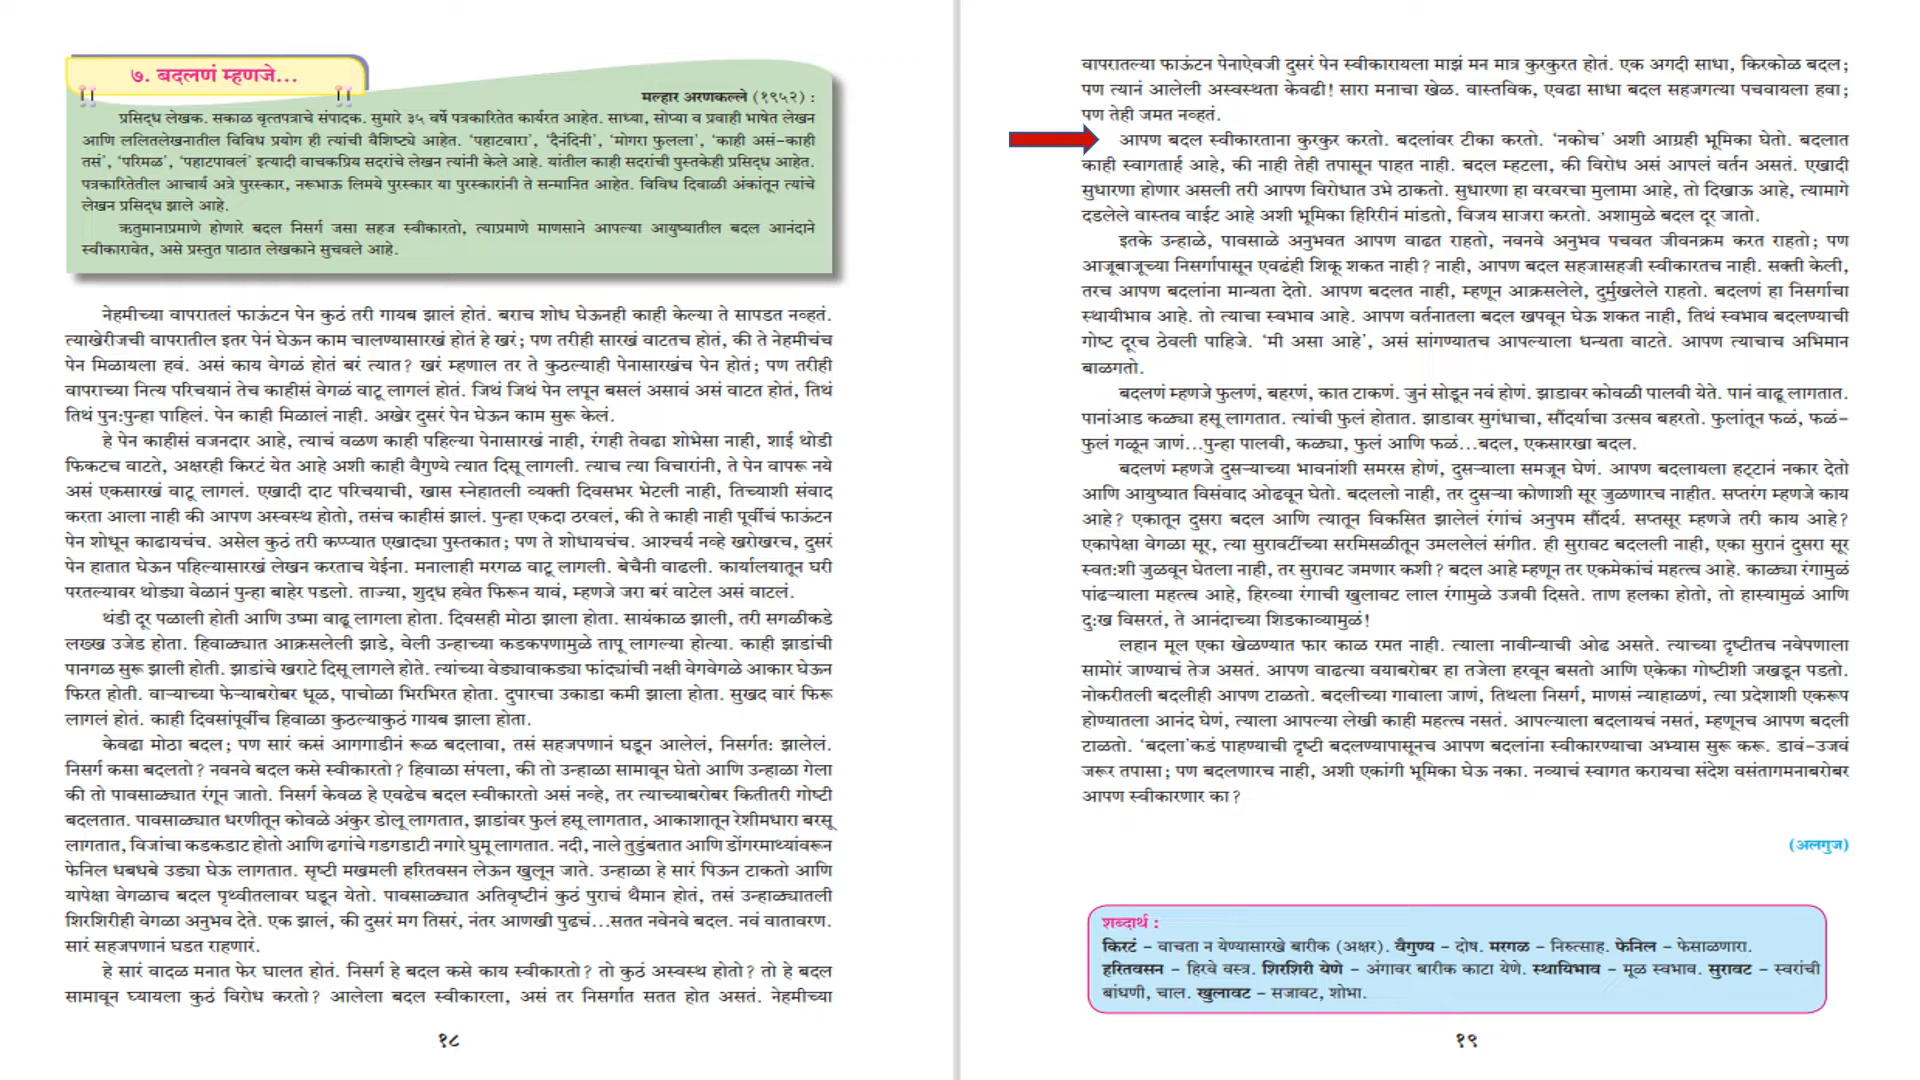 ७. बदलणं म्हणजे...
मल्हार अरणकल्ले (१९५२) :
प्रसिद्ध लेखक. सकाळ वृत्तपत्राचे संपादक. सुमारे ३५ वर्षे पत्रकारितेत कार्यरत आहेत. साध्या, सोप्या व प्रवाही भाषेत लेखन
आणि ललितलेखनातील विविध प्रयोग ही त्यांची वैशिष्ट्ये आहेत. ‘पहाटवारा’, ‘दैनंदिनी’, ‘मोगरा फुलला’, ‘काही असं-काही
तसं’, ‘परिमळ’, ‘पहाटपावलं’ इत्यादी वाचकप्रिय सदरांचे लेखन त्यांनी केले आहे. यांतील काही सदरांची पुस्तकेही प्रसिद्ध आहेत.
पत्रकारितेतील आचार्य अत्रे पुरस्कार, नरूभाऊ लिमये पुरस्कार या पुरस्कारांनी ते सन्मानित आहेत. विविध दिवाळी अंकांतून त्यांचे
लेखन प्रसिद्ध झाले आहे.
ऋतुमानाप्रमाणे होणारे बदल निसर्ग जसा सहज स्वीकारतो, त्याप्रमाणे माणसाने आपल्या आयुष्यातील बदल आनंदाने
स्वीकारावेत, असे प्रस्तुत पाठात लेखकाने सुचवले आहे.
नेहमीच्या वापरातलं फाऊंटन पेन कुठं तरी गायब झालं होतं. बराच शोध घेऊनही काही केल्या ते सापडत नव्हतं.
त्याखेरीजची वापरातील इतर पेनं घेऊन काम चालण्यासारखं होतं हे खरं; पण तरीही सारखं वाटतच होतं, की ते नेहमीचंच
पेन मिळायला हवं. असं काय वेगळं होतं बरं त्यात? खरं म्हणाल तर ते कुठल्याही पेनासारखंच पेन होतं; पण तरीही
वापराच्या नित्य परिचयानं तेच काहीसं वेगळं वाटू लागलं होतं. जिथं जिथं पेन लपून बसलं असावं असं वाटत होतं, तिथं
तिथं पुन:पुन्हा पाहिलं. पेन काही मिळालं नाही. अखेर दुसरं पेन घेऊन काम सुरू केलं.
हे पेन काहीसं वजनदार आहे, त्याचं वळण काही पहिल्या पेनासारखं नाही, रंगही तेवढा शोभेसा नाही, शाई थोडी
फिकटच वाटते, अक्षरही किरटं येत आहे अशी काही वैगुण्ये त्यात दिसू लागली. त्याच त्या विचारांनी, ते पेन वापरू नये
असं एकसारखं वाटू लागलं. एखादी दाट परिचयाची, खास स्नेहातली व्यक्ती दिवसभर भेटली नाही, तिच्याशी संवाद
करता आला नाही की आपण अस्वस्थ होतो, तसंच काहीसं झालं. पुन्हा एकदा ठरवलं, की ते काही नाही पूर्वीचं फाऊंटन
पेन शोधून काढायचंच. असेल कुठं तरी कप्प्यात एखाद्या पुस्तकात; पण ते शोधायचंच. आश्चर्य नव्हे खरोखरच, दुसरं
पेन हातात घेऊन पहिल्यासारखं लेखन करताच येईना. मनालाही मरगळ वाटू लागली. बेचैनी वाढली. कार्यालयातून घरी
परतल्यावर थोड्या वेळानं पुन्हा बाहेर पडलो. ताज्या, शुद्ध हवेत फिरून यावं, म्हणजे जरा बरं वाटेल असं वाटलं.
थंडी दूर पळाली होती आणि उष्मा वाढू लागला होता. दिवसही मोठा झाला होता. सायंकाळ झाली, तरी सगळीकडे
लख्ख उजेड होता. हिवाळ्यात आक्रसलेली झाडे, वेली उन्हाच्या कडकपणामुळे तापू लागल्या होत्या. काही झाडांची
पानगळ सुरू झाली होती. झाडांचे खराटे दिसू लागले होते. त्यांच्या वेड्यावाकड्या फांद्यांची नक्षी वेगवेगळे आकार घेऊन
फिरत होती. वाऱ्याच्या फेऱ्याबरोबर धूळ, पाचोळा भिरभिरत होता. दुपारचा उकाडा कमी झाला होता. सुखद वारं फिरू
लागलं होतं. काही दिवसांपूर्वीच हिवाळा कुठल्याकुठं गायब झाला होता.
केवढा मोठा बदल; पण सारं कसं आगगाडीनं रूळ बदलावा, तसं सहजपणानं घडून आलेलं, निसर्गत: झालेलं.
निसर्ग कसा बदलतो? नवनवे बदल कसे स्वीकारतो? हिवाळा संपला, की तो उन्हाळा सामावून घेतो आणि उन्हाळा गेला
की तो पावसाळ्यात रंगून जातो. निसर्ग केवळ हे एवढेच बदल स्वीकारतो असं नव्हे, तर त्याच्याबरोबर कितीतरी गोष्टी
बदलतात. पावसाळ्यात धरणीतून कोवळे अंकुर डोलू लागतात, झाडांवर फुलं हसू लागतात, आकाशातून रेशीमधारा बरसू
लागतात, विजांचा कडकडाट होतो आणि ढगांचे गडगडाटी नगारे घुमू लागतात. नदी, नाले तुडुंबतात आणि डोंगरमाथ्यांवरून
फेनिल धबधबे उड्या घेऊ लागतात. सृष्टी मखमली हरितवसन लेऊन खुलून जाते. उन्हाळा हे सारं पिऊन टाकतो आणि
यापेक्षा वेगळाच बदल पृथ्वीतलावर घडून येतो. पावसाळ्यात अतिवृष्टीनं कुठं पुराचं थैमान होतं, तसं उन्हाळ्यातली
शिरशिरीही वेगळा अनुभव देते. एक झालं, की दुसरं मग तिसरं, नंतर आणखी पुढचं...सतत नवेनवे बदल. नवं वातावरण.
सारं सहजपणानं घडत राहणारं.
हे सारं वादळ मनात फेर घालत होतं. निसर्ग हे बदल कसे काय स्वीकारतो? तो कुठं अस्वस्थ होतो? तो हे बदल
सामावून घ्यायला कुठं विरोध करतो? आलेला बदल स्वीकारला, असं तर निसर्गात सतत होत असतं. नेहमीच्या
१८
वापरातल्या फाऊंटन पेनाऐवजी दुसरं पेन स्वीकारायला माझं मन मात्र कुरकुरत होतं. एक अगदी साधा, किरकोळ बदल;
पण त्यानं आलेली अस्वस्थता केवढी! सारा मनाचा खेळ. वास्तविक, एवढा साधा बदल सहजगत्या पचवायला हवा;
पण तेही जमत नव्हतं.
आपण बदल स्वीकारताना कुरकुर करतो. बदलांवर टीका करतो. ‘नकोच’ अशी आग्रही भूमिका घेतो. बदलात
काही स्वागतार्ह आहे, की नाही तेही तपासून पाहत नाही. बदल म्हटला, की विरोध असं आपलं वर्तन असतं. एखादी
सुधारणा होणार असली तरी आपण विरोधात उभे ठाकतो. सुधारणा हा वरवरचा मुलामा आहे, तो दिखाऊ आहे, त्यामागे
दडलेले वास्तव वाईट आहे अशी भूमिका हिरिरीनं मांडतो, विजय साजरा करतो. अशामुळे बदल दूर जातो.
इतके उन्हाळे, पावसाळे अनुभवत आपण वाढत राहतो, नवनवे अनुभव पचवत जीवनक्रम करत राहतो; पण
आजूबाजूच्या निसर्गापासून एवढंही शिकू शकत नाही? नाही, आपण बदल सहजासहजी स्वीकारतच नाही. सक्ती केली,
तरच आपण बदलांना मान्यता देतो. आपण बदलत नाही, म्हणून आक्रसलेले, दुर्मुखलेले राहतो. बदलणं हा निसर्गाचा
स्थायीभाव आहे. तो त्याचा स्वभाव आहे. आपण वर्तनातला बदल खपवून घेऊ शकत नाही, तिथं स्वभाव बदलण्याची
गोष्ट दूरच ठेवली पाहिजे. ‘मी असा आहे’, असं सांगण्यातच आपल्याला धन्यता वाटते. आपण त्याचाच अभिमान
बाळगतो.
बदलणं म्हणजे फुलणं, बहरणं, कात टाकणं. जुनं सोडून नवं होणं. झाडावर कोवळी पालवी येते. पानं वाढू लागतात.
पानांआड कळ्या हसू लागतात. त्यांची फुलं होतात. झाडावर सुगंधाचा, सौंदर्याचा उत्सव बहरतो. फुलांतून फळं, फळं-
फुलं गळून जाणं...पुन्हा पालवी, कळ्या, फुलं आणि फळं...बदल, एकसारखा बदल.
बदलणं म्हणजे दुसऱ्याच्या भावनांशी समरस होणं, दुसऱ्याला समजून घेणं. आपण बदलायला हट्टानं नकार देतो
आणि आयुष्यात विसंवाद ओढवून घेतो. बदललो नाही, तर दुसऱ्या कोणाशी सूर जुळणारच नाहीत. सप्तरंग म्हणजे काय
आहे? एकातून दुसरा बदल आणि त्यातून विकसित झालेलं रंगांचं अनुपम सौंदर्य. सप्तसूर म्हणजे तरी काय आहे?
एकापेक्षा वेगळा सूर, त्या सुरावटींच्या सरमिसळीतून उमललेलं संगीत. ही सुरावट बदलली नाही, एका सुरानं दुसरा सूर
स्वत:शी जुळवून घेतला नाही, तर सुरावट जमणार कशी? बदल आहे म्हणून तर एकमेकांचं महत्त्व आहे. काळ्या रंगामुळं
पांढऱ्याला महत्त्व आहे, हिरव्या रंगाची खुलावट लाल रंगामुळे उजवी दिसते. ताण हलका होतो, तो हास्यामुळं आणि
दु:ख विसरतं, ते आनंदाच्या शिडकाव्यामुळं!
लहान मूल एका खेळण्यात फार काळ रमत नाही. त्याला नावीन्याची ओढ असते. त्याच्या दृष्टीतच नवेपणाला
सामोरं जाण्याचं तेज असतं. आपण वाढत्या वयाबरोबर हा तजेला हरवून बसतो आणि एकेका गोष्टीशी जखडून पडतो.
नोकरीतली बदलीही आपण टाळतो. बदलीच्या गावाला जाणं, तिथला निसर्ग, माणसं न्याहाळणं, त्या प्रदेशाशी एकरूप
होण्यातला आनंद घेणं, त्याला आपल्या लेखी काही महत्त्व नसतं. आपल्याला बदलायचं नसतं, म्हणूनच आपण बदली
टाळतो. ‘बदला’कडं पाहण्याची दृष्टी बदलण्यापासूनच आपण बदलांना स्वीकारण्याचा अभ्यास सुरू करू. डावं-उजवं
जरूर तपासा; पण बदलणारच नाही, अशी एकांगी भूमिका घेऊ नका. नव्याचं स्वागत करायचा संदेश वसंतागमनाबरोबर
आपण स्वीकारणार का?
(अलगुज)
शब्दार्थ :
किरटं - वाचता न येण्यासारखे बारीक (अक्षर). वैगुण्य - दोष. मरगळ - निरुत्साह. फेनिल - फेसाळणारा.
हरितवसन - हिरवे वस्त्र. शिरशिरी येणे - अंगावर बारीक काटा येणे. स्थायिभाव - मूळ स्वभाव. सुरावट - स्वरांची
बांधणी, चाल. खुलावट - सजावट, शोभा.
१९